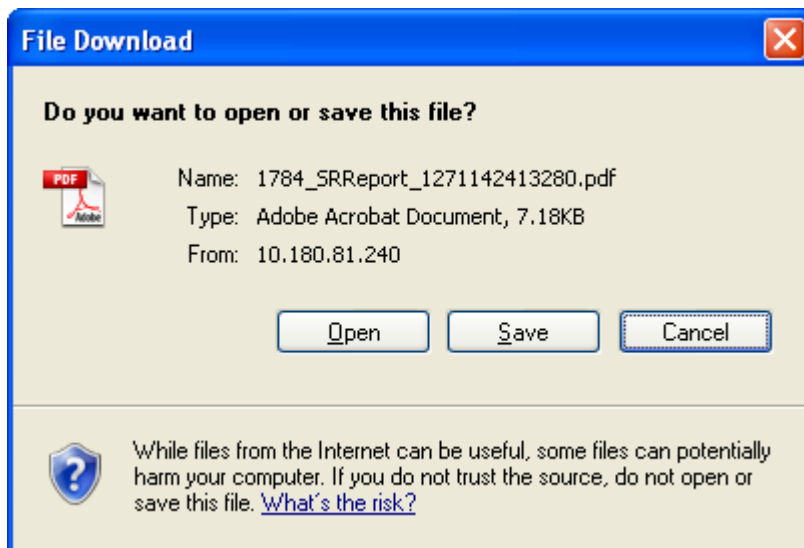 File Download
Do you want to open or save this file?
PDF
Adobe
Name: 1784_SRReport_1271142413280.pdf
Type: Adobe Acrobat Document, 7.18KB
From: 10.180.81.240
Open Save Cancel
While files from the Internet can be useful, some files can potentially
harm your computer. If you do not trust the source, do not open or
save this file. What's the risk?